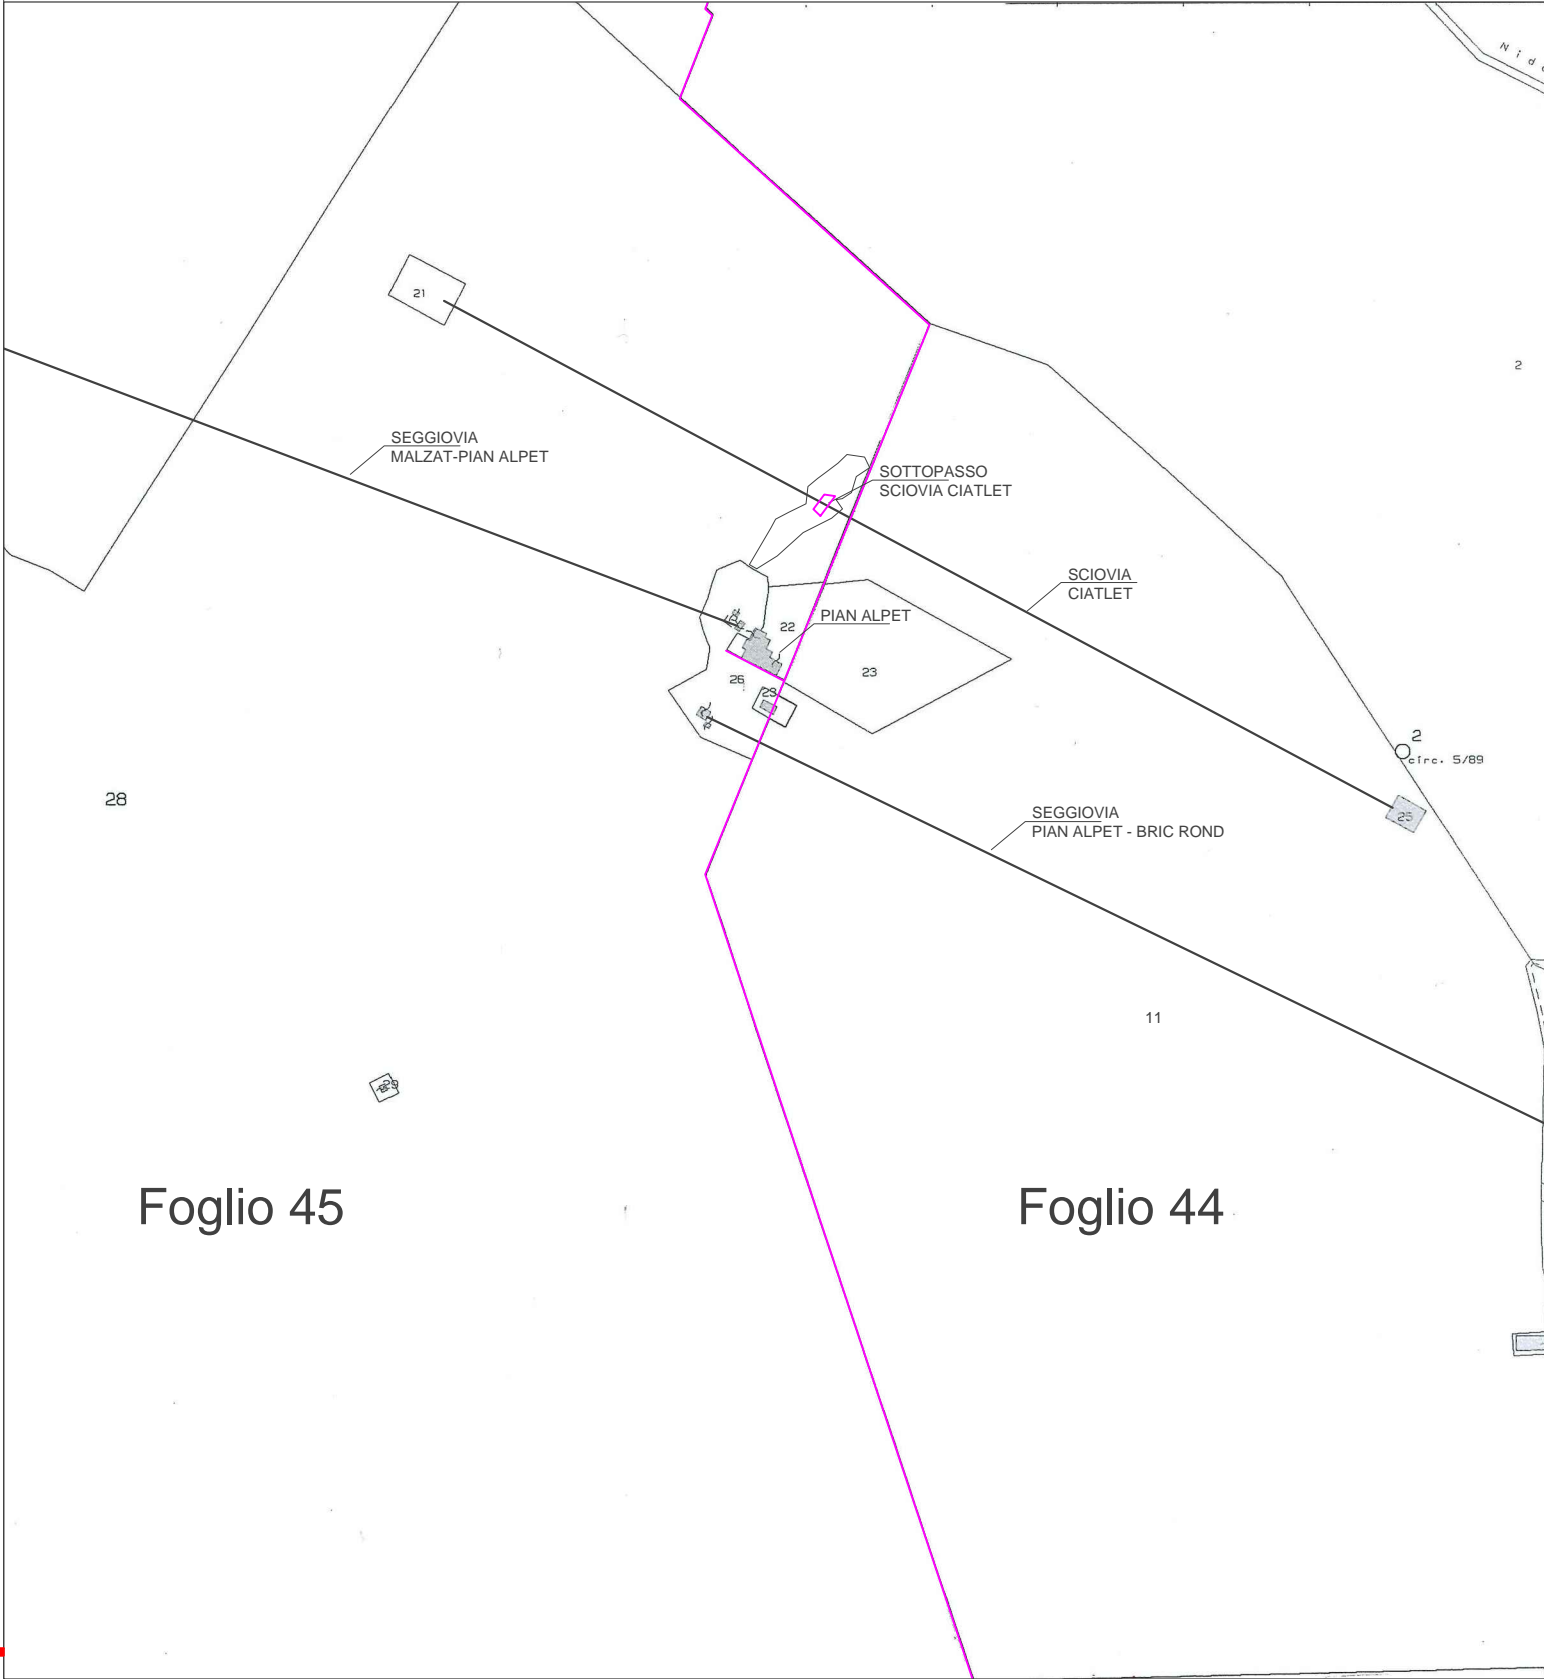 21
2
SEGGIOVIA
MALZAT-PIAN ALPET
SOTTOPASSO
SCIOVIA CIATLET
SCIOVIA
CIATLET
PIAN ALPET
22
23
26
23
2
circ. 5/89
28
SEGGIOVIA
PIAN ALPET - BRIC ROND
25
11
29
Foglio 45
Foglio 44